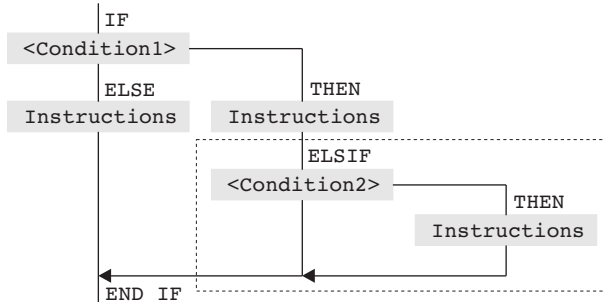 IF
<Condition1>
ELSE
THEN
Instructions
Instructions
ELSIF
<Condition2>
THEN
Instructions
END IF